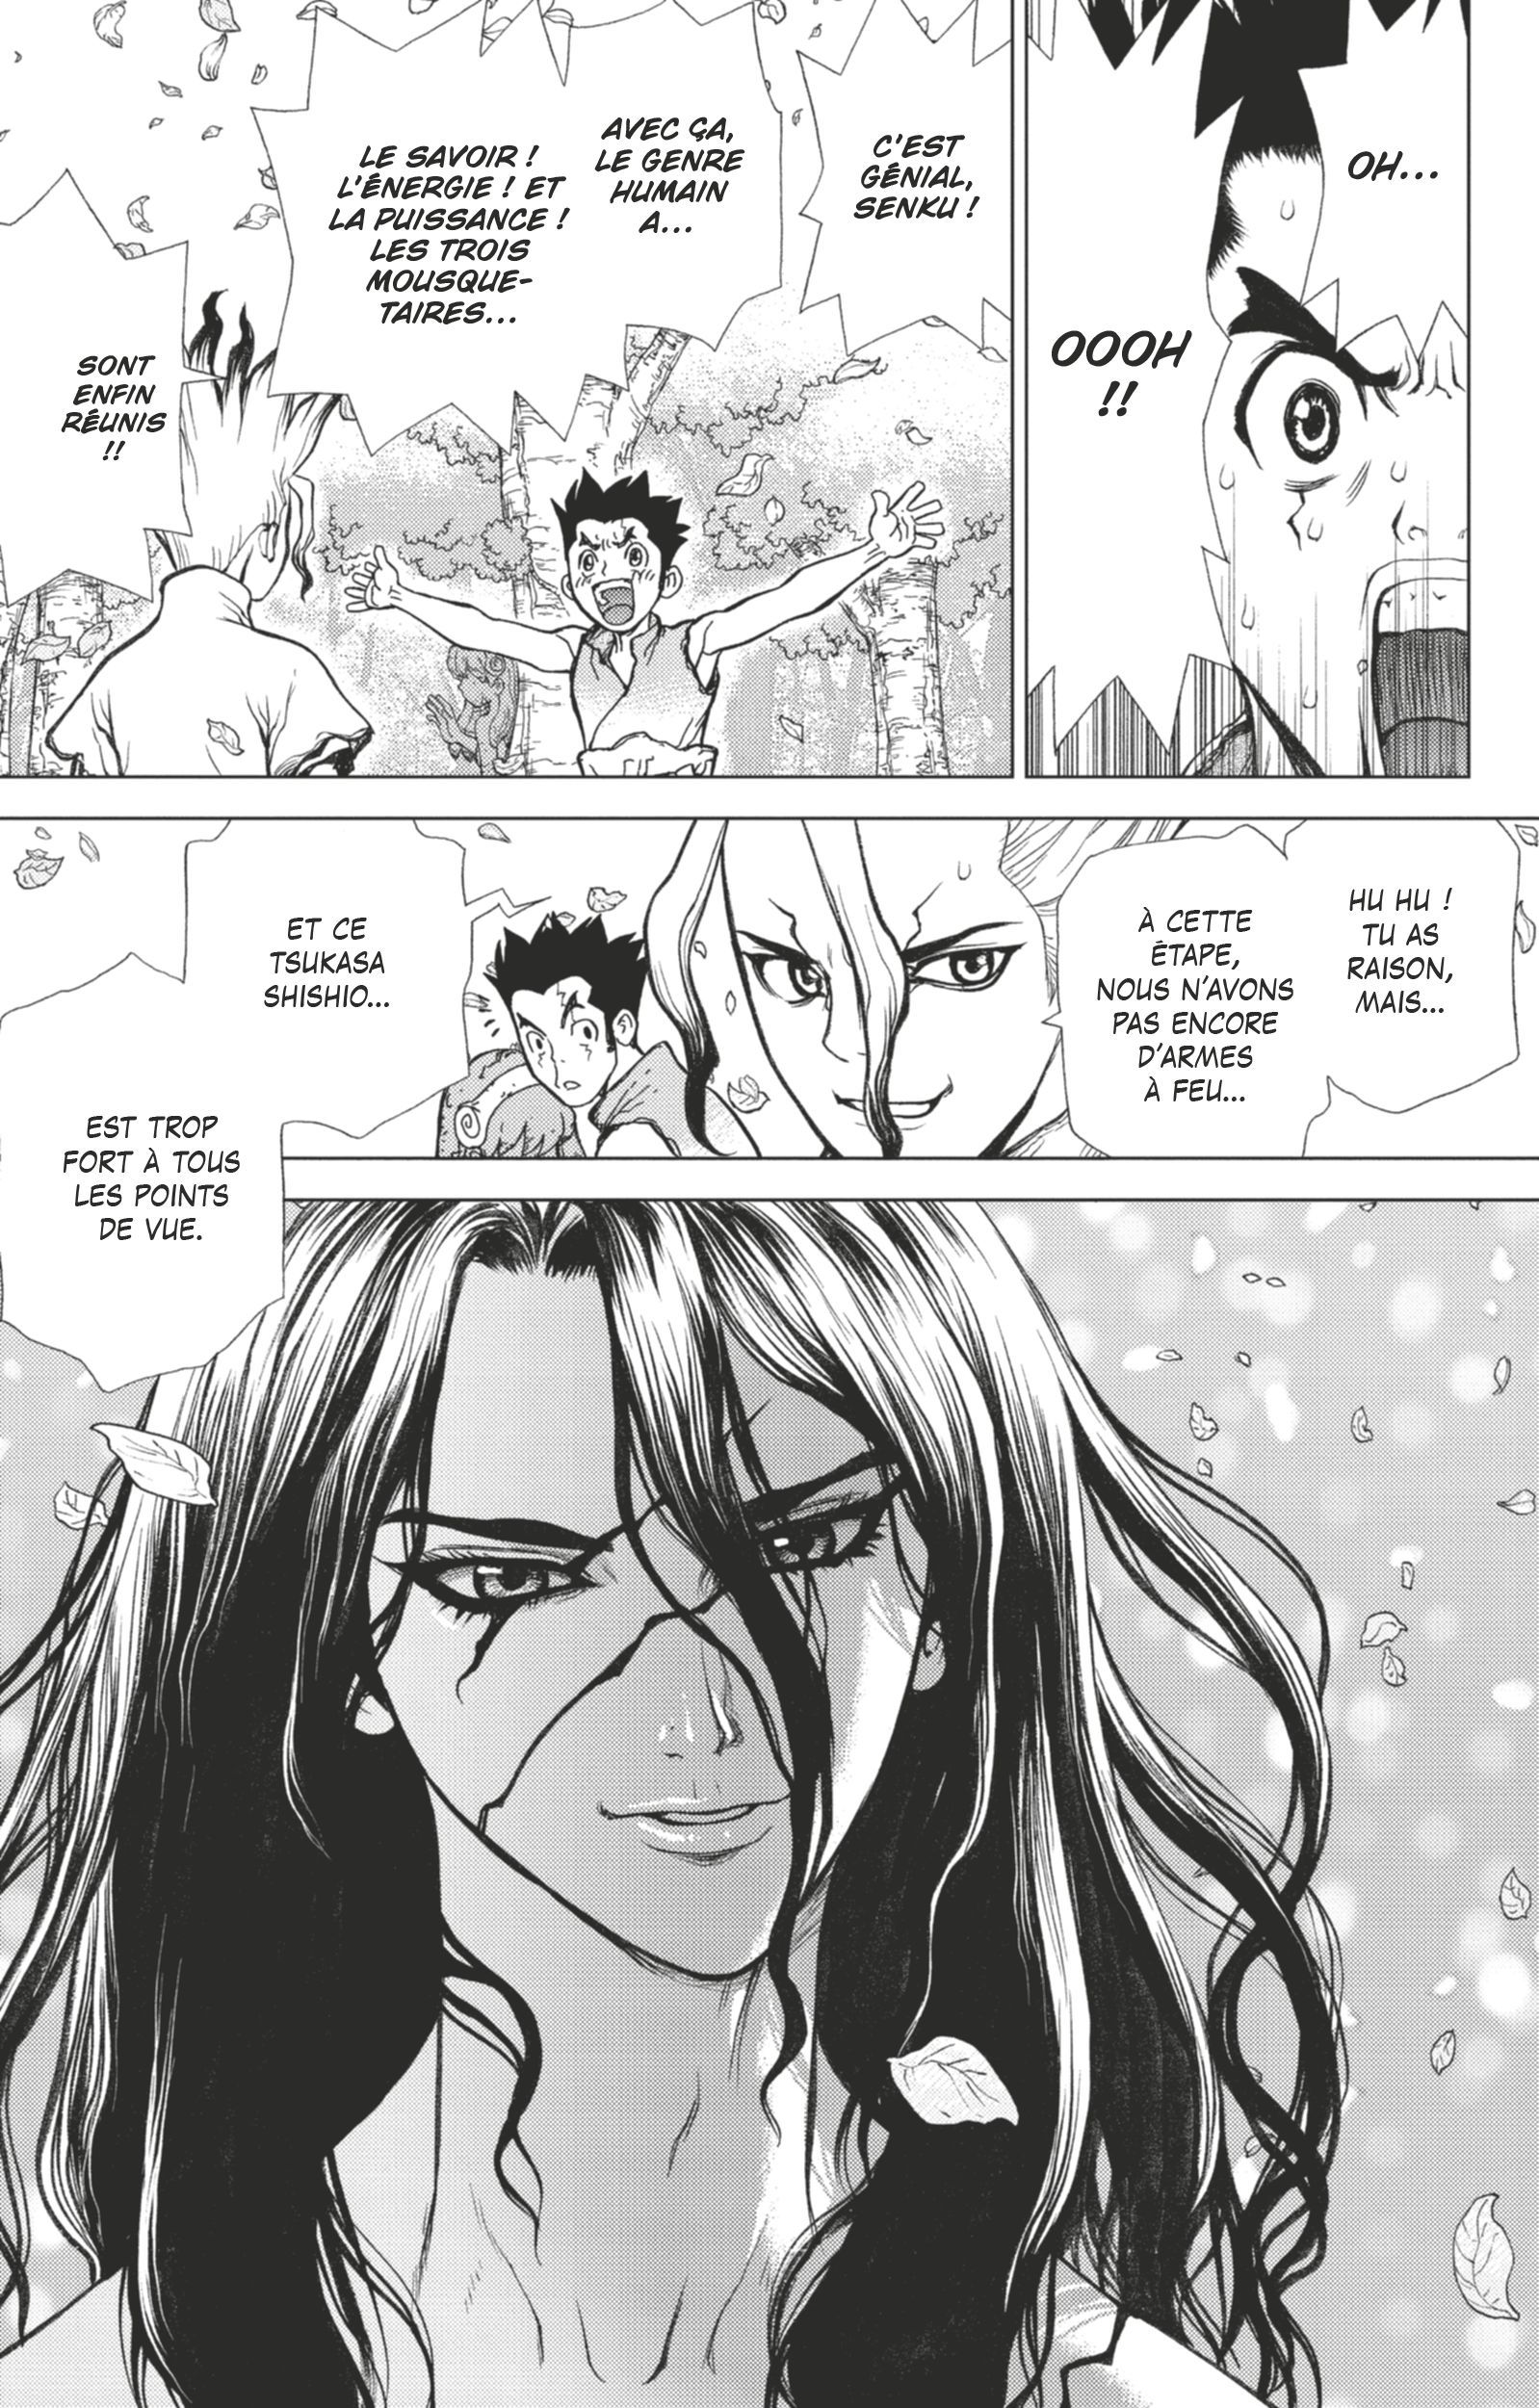 OH...
OOOH
!!
C'EST
GÉNIAL,
SENKU !
AVEC ÇA,
LE GENRE
HUMAIN
A...
LE SAVOIR !
L'ÉNERGIE ! ET
LA PUISSANCE !
LES TROIS
MOUSQUE-
TAIRES...
SONT
ENFIN
RÉUNIS
!!
HU HU !
TU AS
RAISON,
MAIS...
À CETTE
ÉTAPE,
NOUS N'AVONS
PAS ENCORE
D'ARMES
À FEU...
ET CE
TSUKASA
SHISHIO...
EST TROP
FORT À TOUS
LES POINTS
DE VUE.